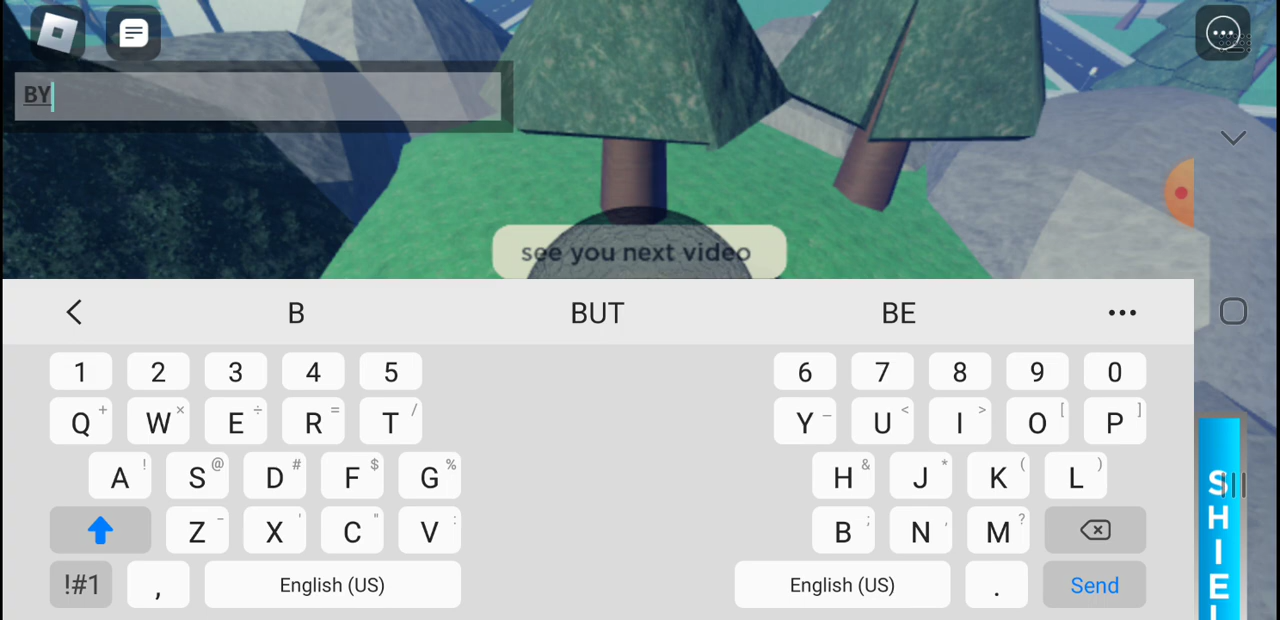 BY
see you next video
B BUT BE
1 2 3 4 5 6 7 8 9 0
Q + W × E ÷ R = T / Y _ U < I > O [ P ]
A ! S @ D # F $ G % H & J * K ( L )
Z - X ' C " V : B ; N , M ?
!#1 , English (US) English (US) . Send
SHIEL